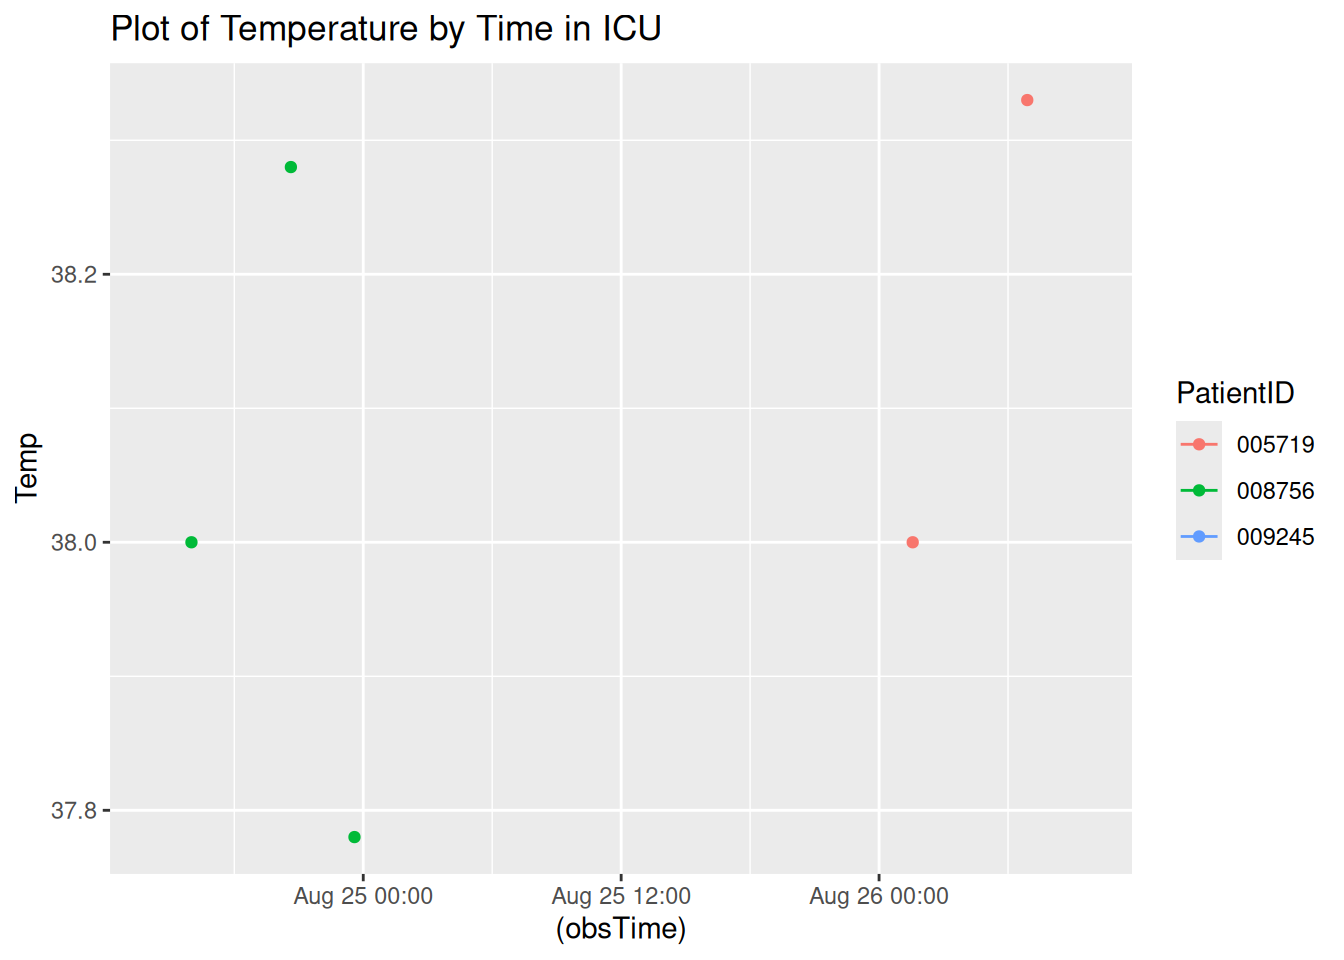 Plot of Temperature by Time in ICU
Temp
38.2
38.0
37.8
Aug 25 00:00
Aug 25 12:00
Aug 26 00:00
(obsTime)
PatientID
005719
008756
009245